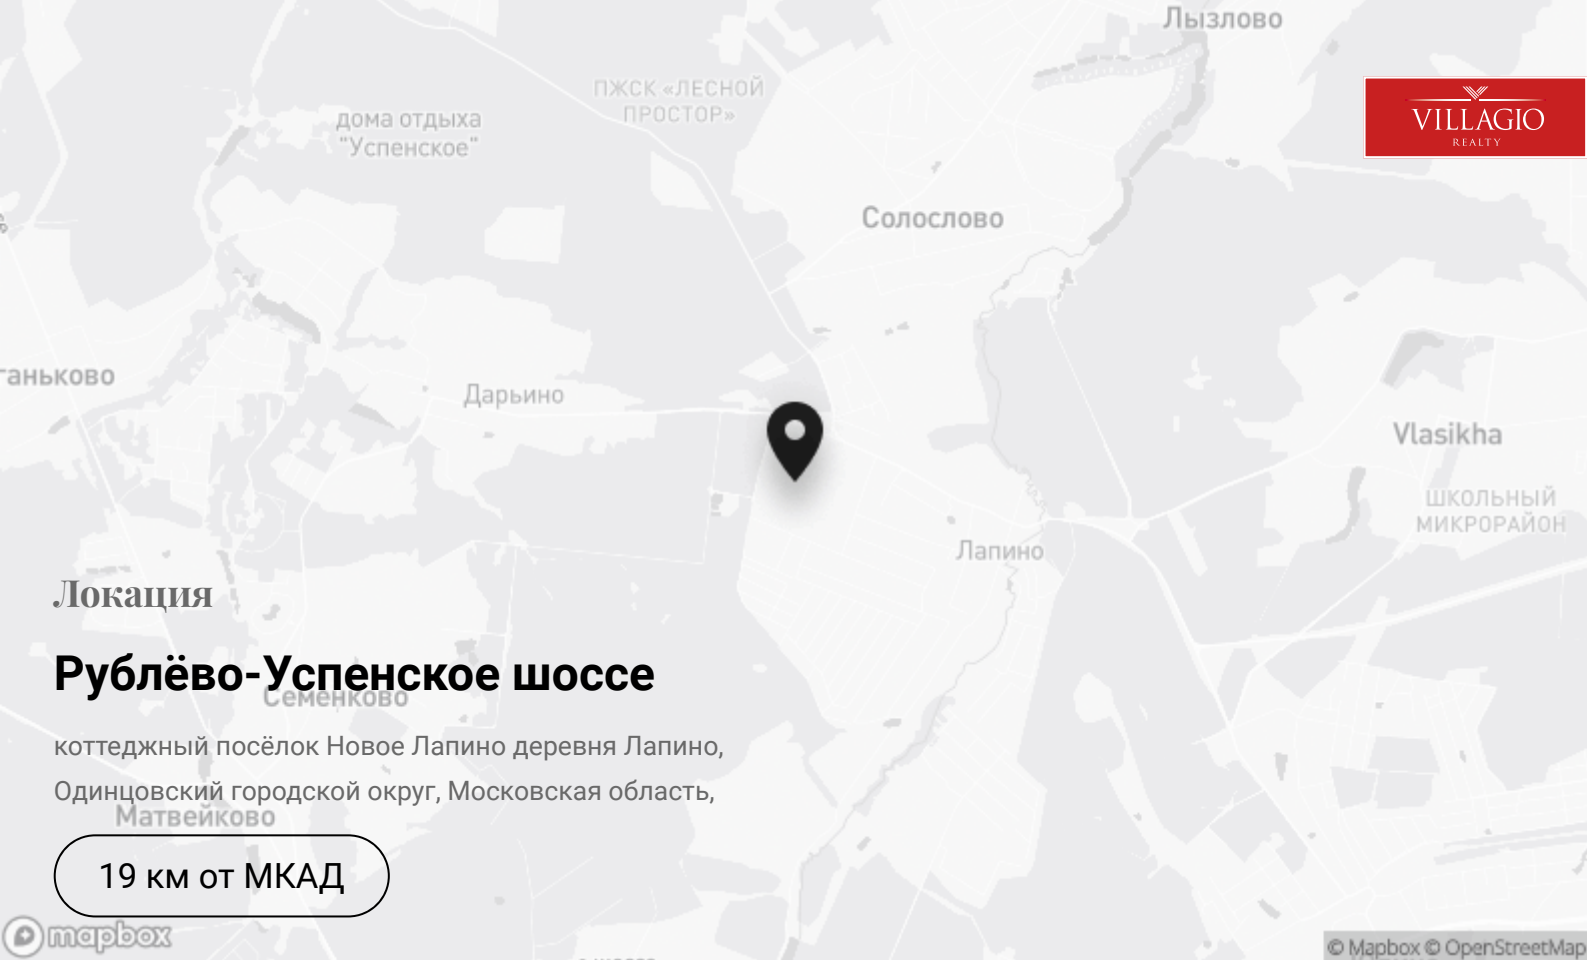 Лызлово
ПЖСК «ЛЕСНОЙ
ПРОСТОР»
дома отдыха
"Успенское"
VILLAGIO
REALTY
Солослово
ганьково
Дарьино
Vlasikha
ШКОЛЬНЫЙ
МИКРОРАЙОН
Лапино
Локация
Рублёво-Успенское шоссе
Семенково
коттеджный посёлок Новое Лапино деревня Лапино,
Одинцовский городской округ, Московская область,
Матвейково
19 км от МКАД
mapbox
© Mapbox © OpenStreetMap